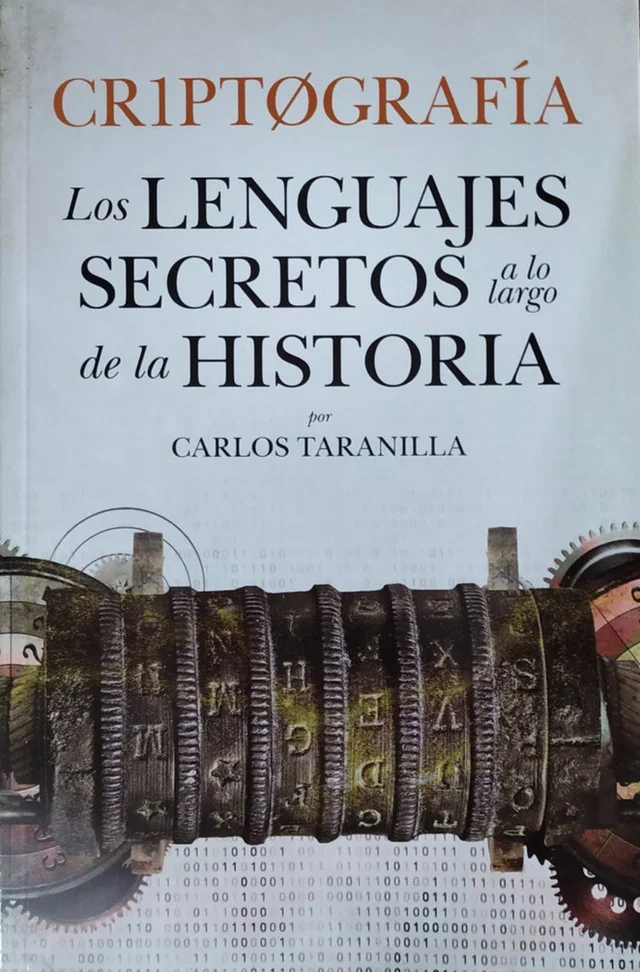 CR1PTØGRAFÍA
Los LENGUAJES
SECRETOS a lo
largo
de la HISTORIA
por
CARLOS TARANILLA